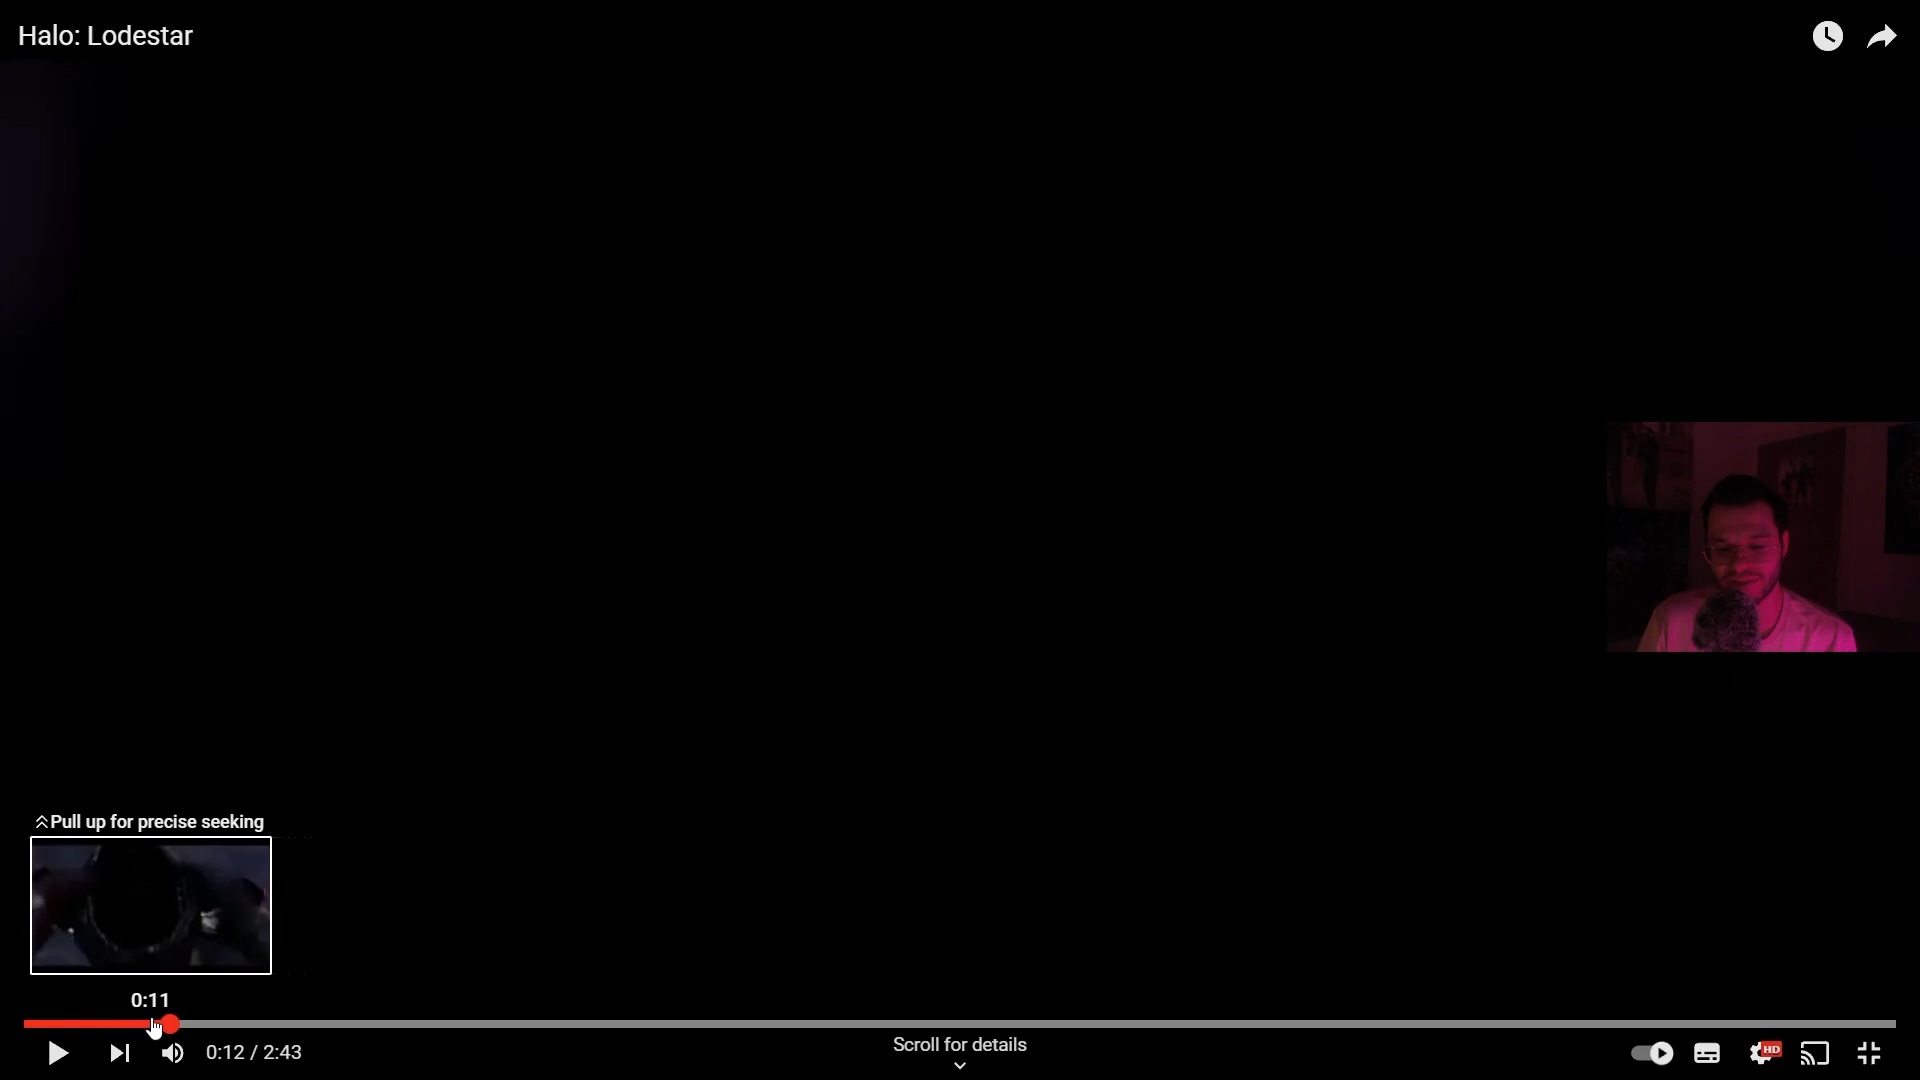 Halo: Lodestar
Pull up for precise seeking
0:11
0:12 / 2:43
Scroll for details
HD